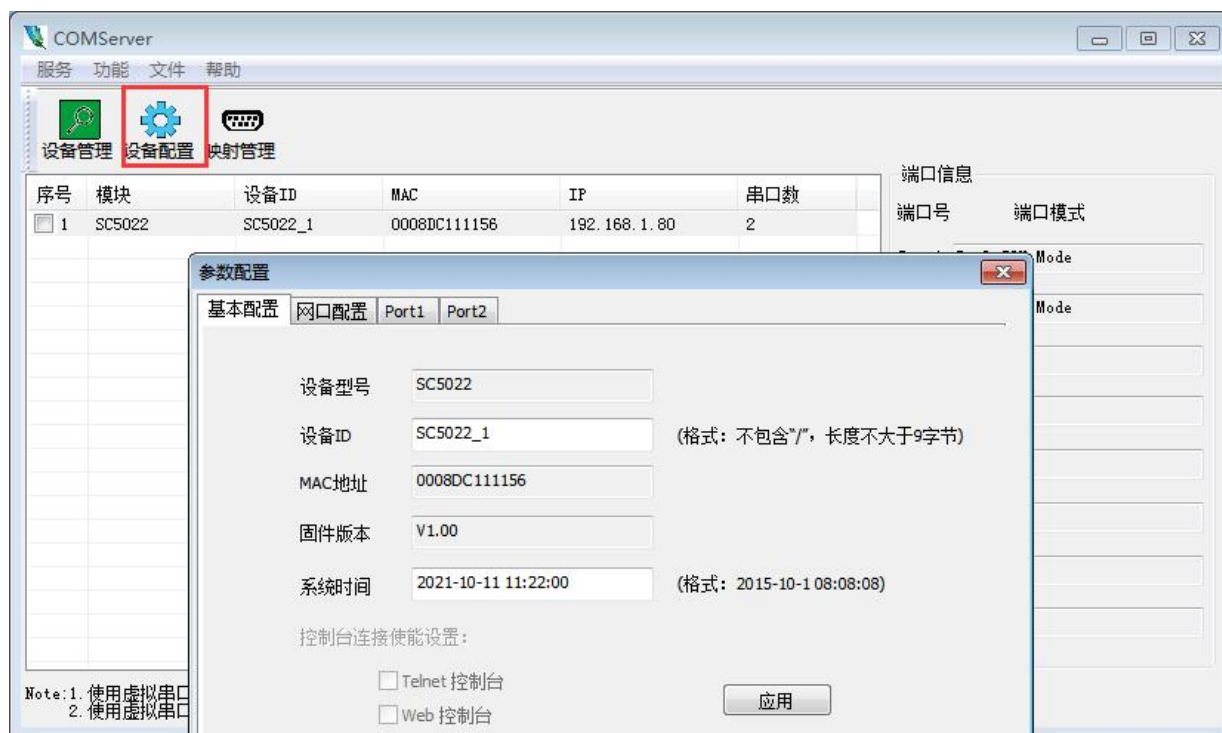 COMServer
服务 功能 文件 帮助
设备管理 设备配置 映射管理
端口信息
序号 模块 设备ID MAC IP 串口数
端口号 端口模式
1 SC5022 SC5022_1 0008DC111156 192.168.1.80 2
Mode
参数配置
基本配置 网口配置 Port1 Port2
Mode
设备型号 SC5022
设备ID SC5022_1 (格式：不包含“/”，长度不大于9字节)
MAC地址 0008DC111156
固件版本 V1.00
系统时间 2021-10-11 11:22:00 (格式：2015-10-1 08:08:08)
控制台连接使能设置：
Telnet 控制台
Note:1.使用虚拟串口
应用
2.使用虚拟串口
Web 控制台